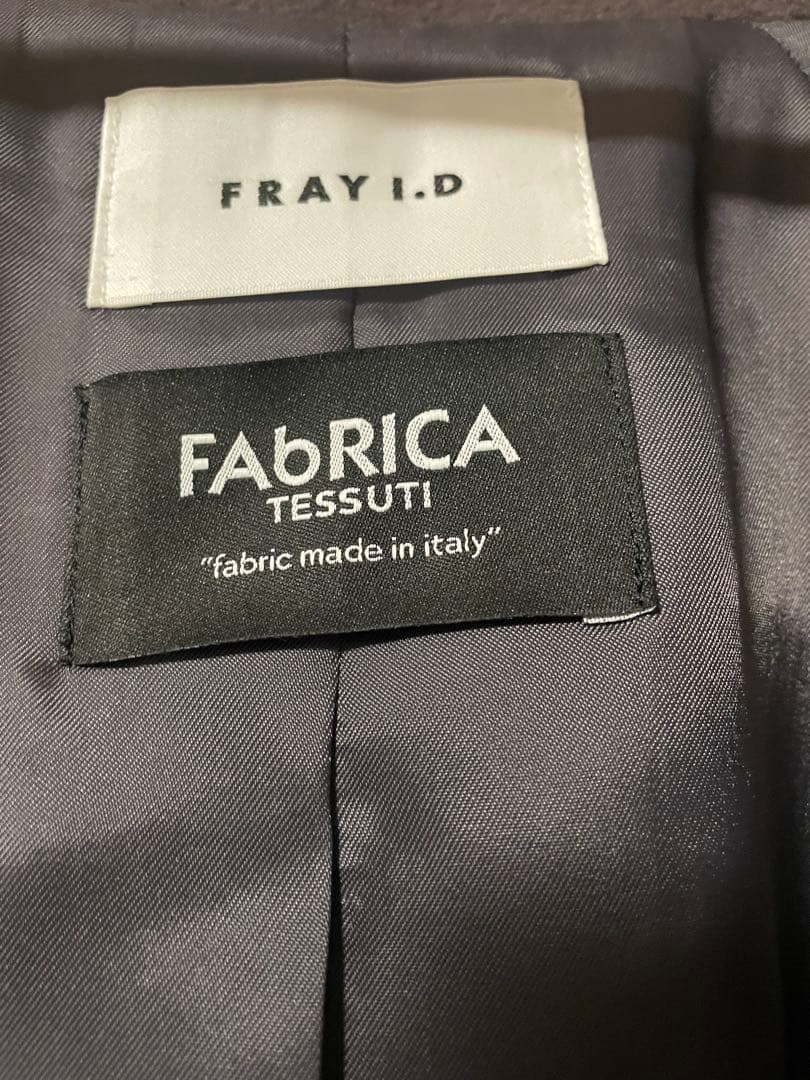 FRAY I.D
FAbRICA
TESSUTI
"fabric made in italy"